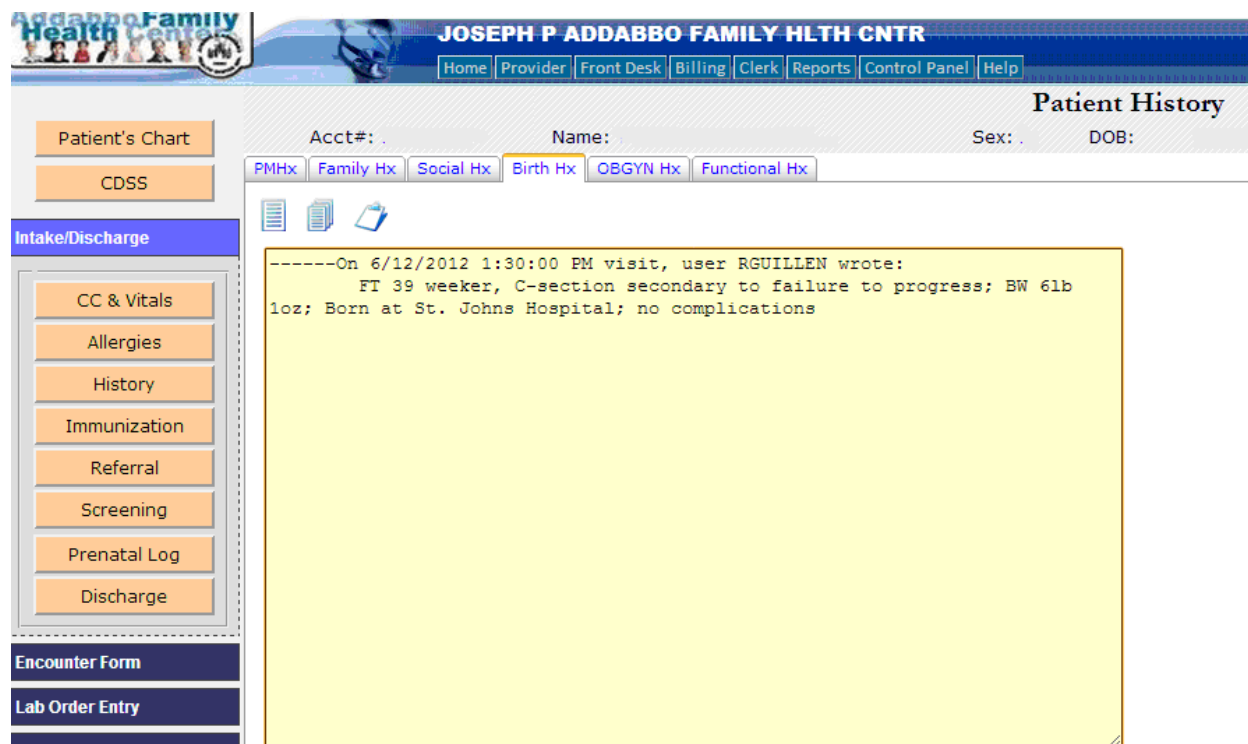 Addabbo Family
Health Centers
JOSEPH P ADDABBO FAMILY HLTH CNTR
Home Provider Front Desk Billing Clerk Reports Control Panel Help
Patient History
Acct#: Name: Sex: DOB:
PMHx Family Hx Social Hx Birth Hx OBGYN Hx Functional Hx
Patient's Chart
CDSS
Intake/Discharge
CC & Vitals
Allergies
History
Immunization
Referral
Screening
Prenatal Log
Discharge
Encounter Form
Lab Order Entry
------On 6/12/2012 1:30:00 PM visit, user RGUILLEN wrote:
FT 39 weeker, C-section secondary to failure to progress; BW 6lb
1oz; Born at St. Johns Hospital; no complications